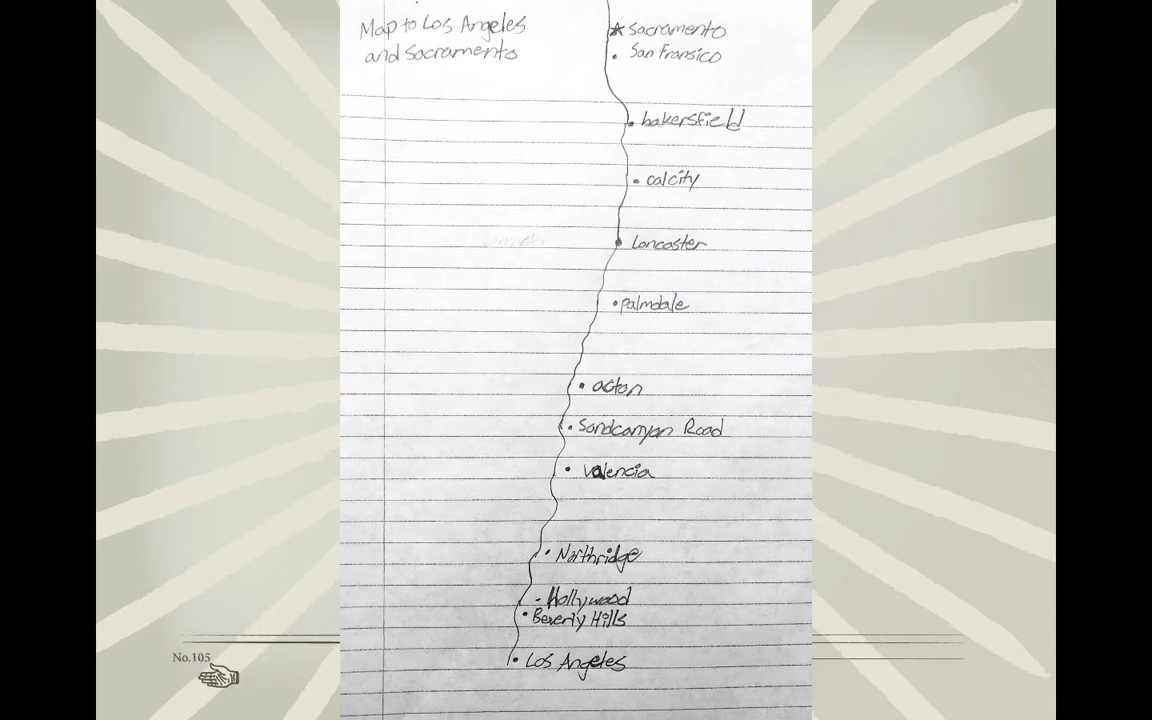 Map to Los Angeles
and Sacramento
Sacramento
San Fransico
bakersfield
calcity
Lancaster
palmdale
acton
Sandcanyon Road
Valencia
Northridge
Hollywood
Beverly Hills
Los Angeles
No.105